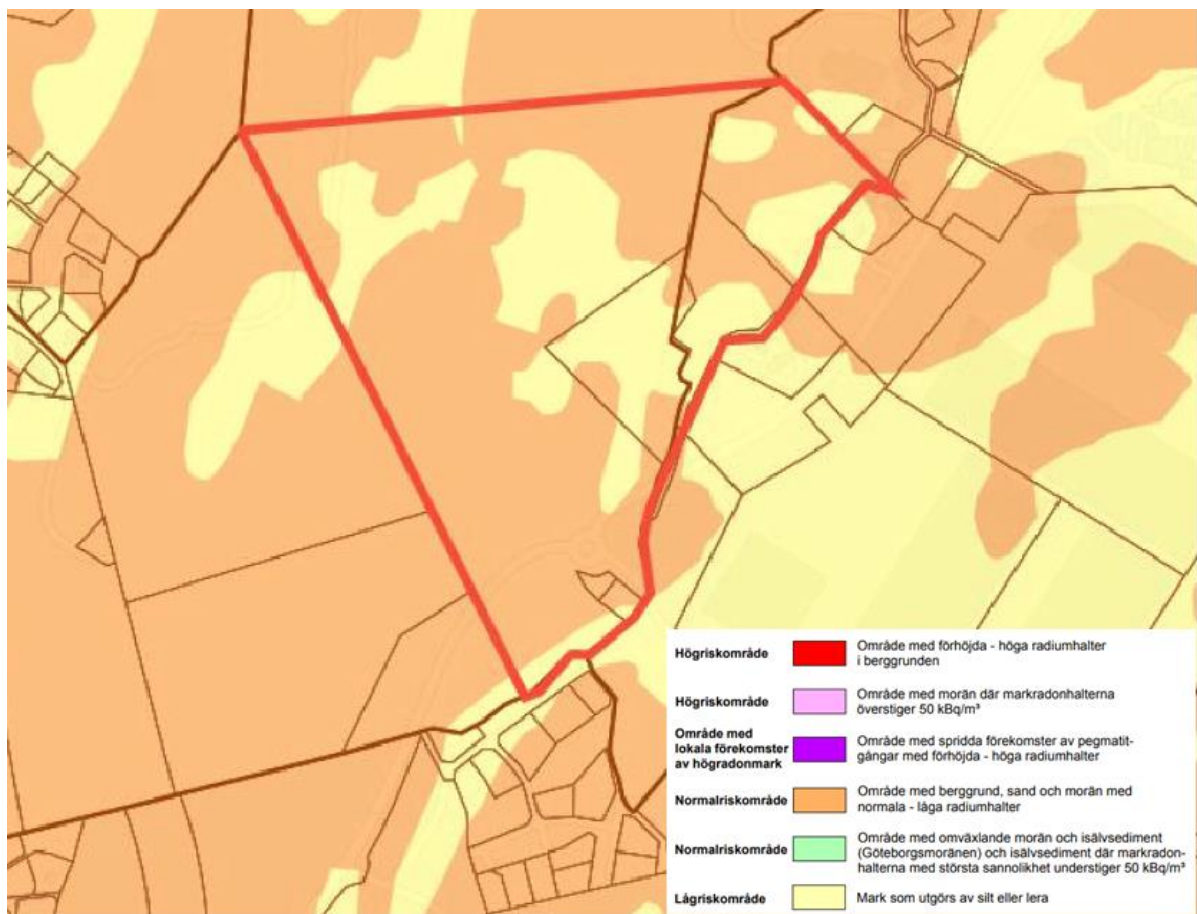 Högriskområde
Område med förhöjda - höga radiumhalter
i berggrunden
Högriskområde
Område med morän där markradonhalterna
överstiger 50 kBq/m³
Område med
lokala förekomster
av högradonmark
Område med spridda förekomster av pegmatit-
gångar med förhöjda - höga radiumhalter
Normalriskområde
Område med berggrund, sand och morän med
normala - låga radiumhalter
Normalriskområde
Område med omväxlande morän och isälvsediment
(Göteborgsmoränen) och isälvsediment där markradon-
halterna med största sannolikhet understiger 50 kBq/m³
Lågriskområde
Mark som utgörs av silt eller lera